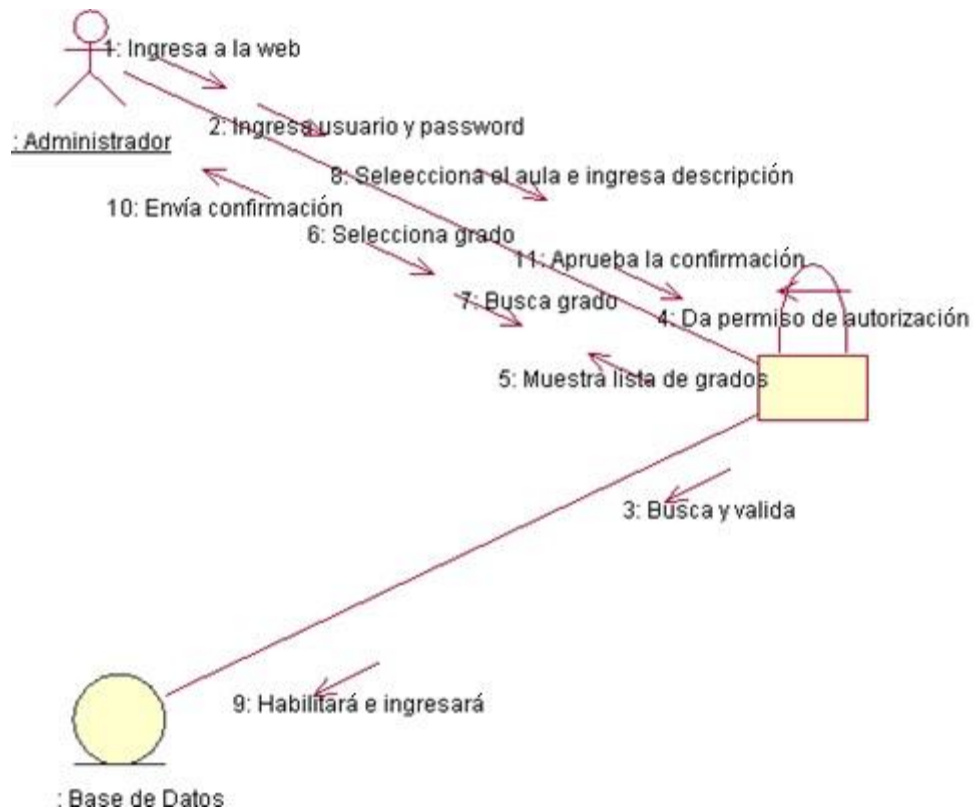 1: Ingresa a la web
2: Ingresa usuario y password
: Administrador
8: Seleecciona el aula e ingresa descripción
10: Envía confirmación
6: Selecciona grado
11: Aprueba la confirmación
7: Busca grado
4: Da permiso de autorización
5: Muestra lista de grados
3: Busca y valida
9: Habilitará e ingresará
: Base de Datos